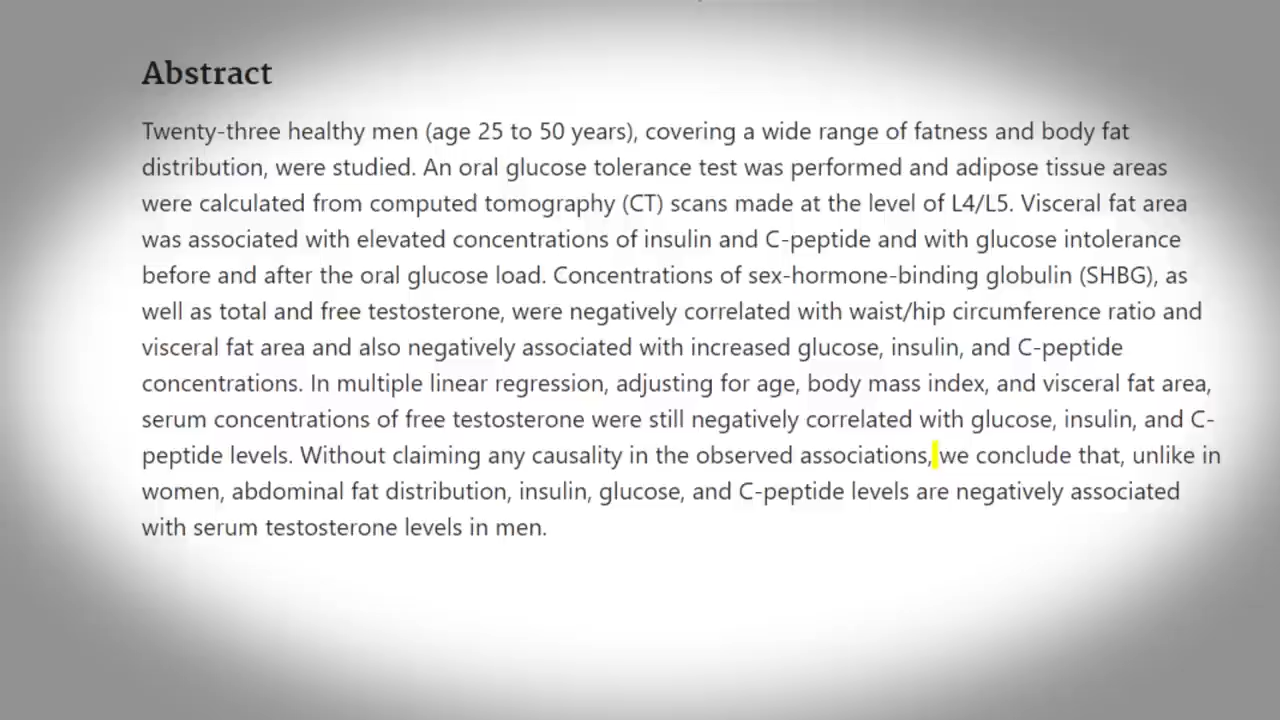 Abstract
Twenty-three healthy men (age 25 to 50 years), covering a wide range of fatness and body fat
distribution, were studied. An oral glucose tolerance test was performed and adipose tissue areas
were calculated from computed tomography (CT) scans made at the level of L4/L5. Visceral fat area
was associated with elevated concentrations of insulin and C-peptide and with glucose intolerance
before and after the oral glucose load. Concentrations of sex-hormone-binding globulin (SHBG), as
well as total and free testosterone, were negatively correlated with waist/hip circumference ratio and
visceral fat area and also negatively associated with increased glucose, insulin, and C-peptide
concentrations. In multiple linear regression, adjusting for age, body mass index, and visceral fat area,
serum concentrations of free testosterone were still negatively correlated with glucose, insulin, and C-
peptide levels. Without claiming any causality in the observed associations, we conclude that, unlike in
women, abdominal fat distribution, insulin, glucose, and C-peptide levels are negatively associated
with serum testosterone levels in men.